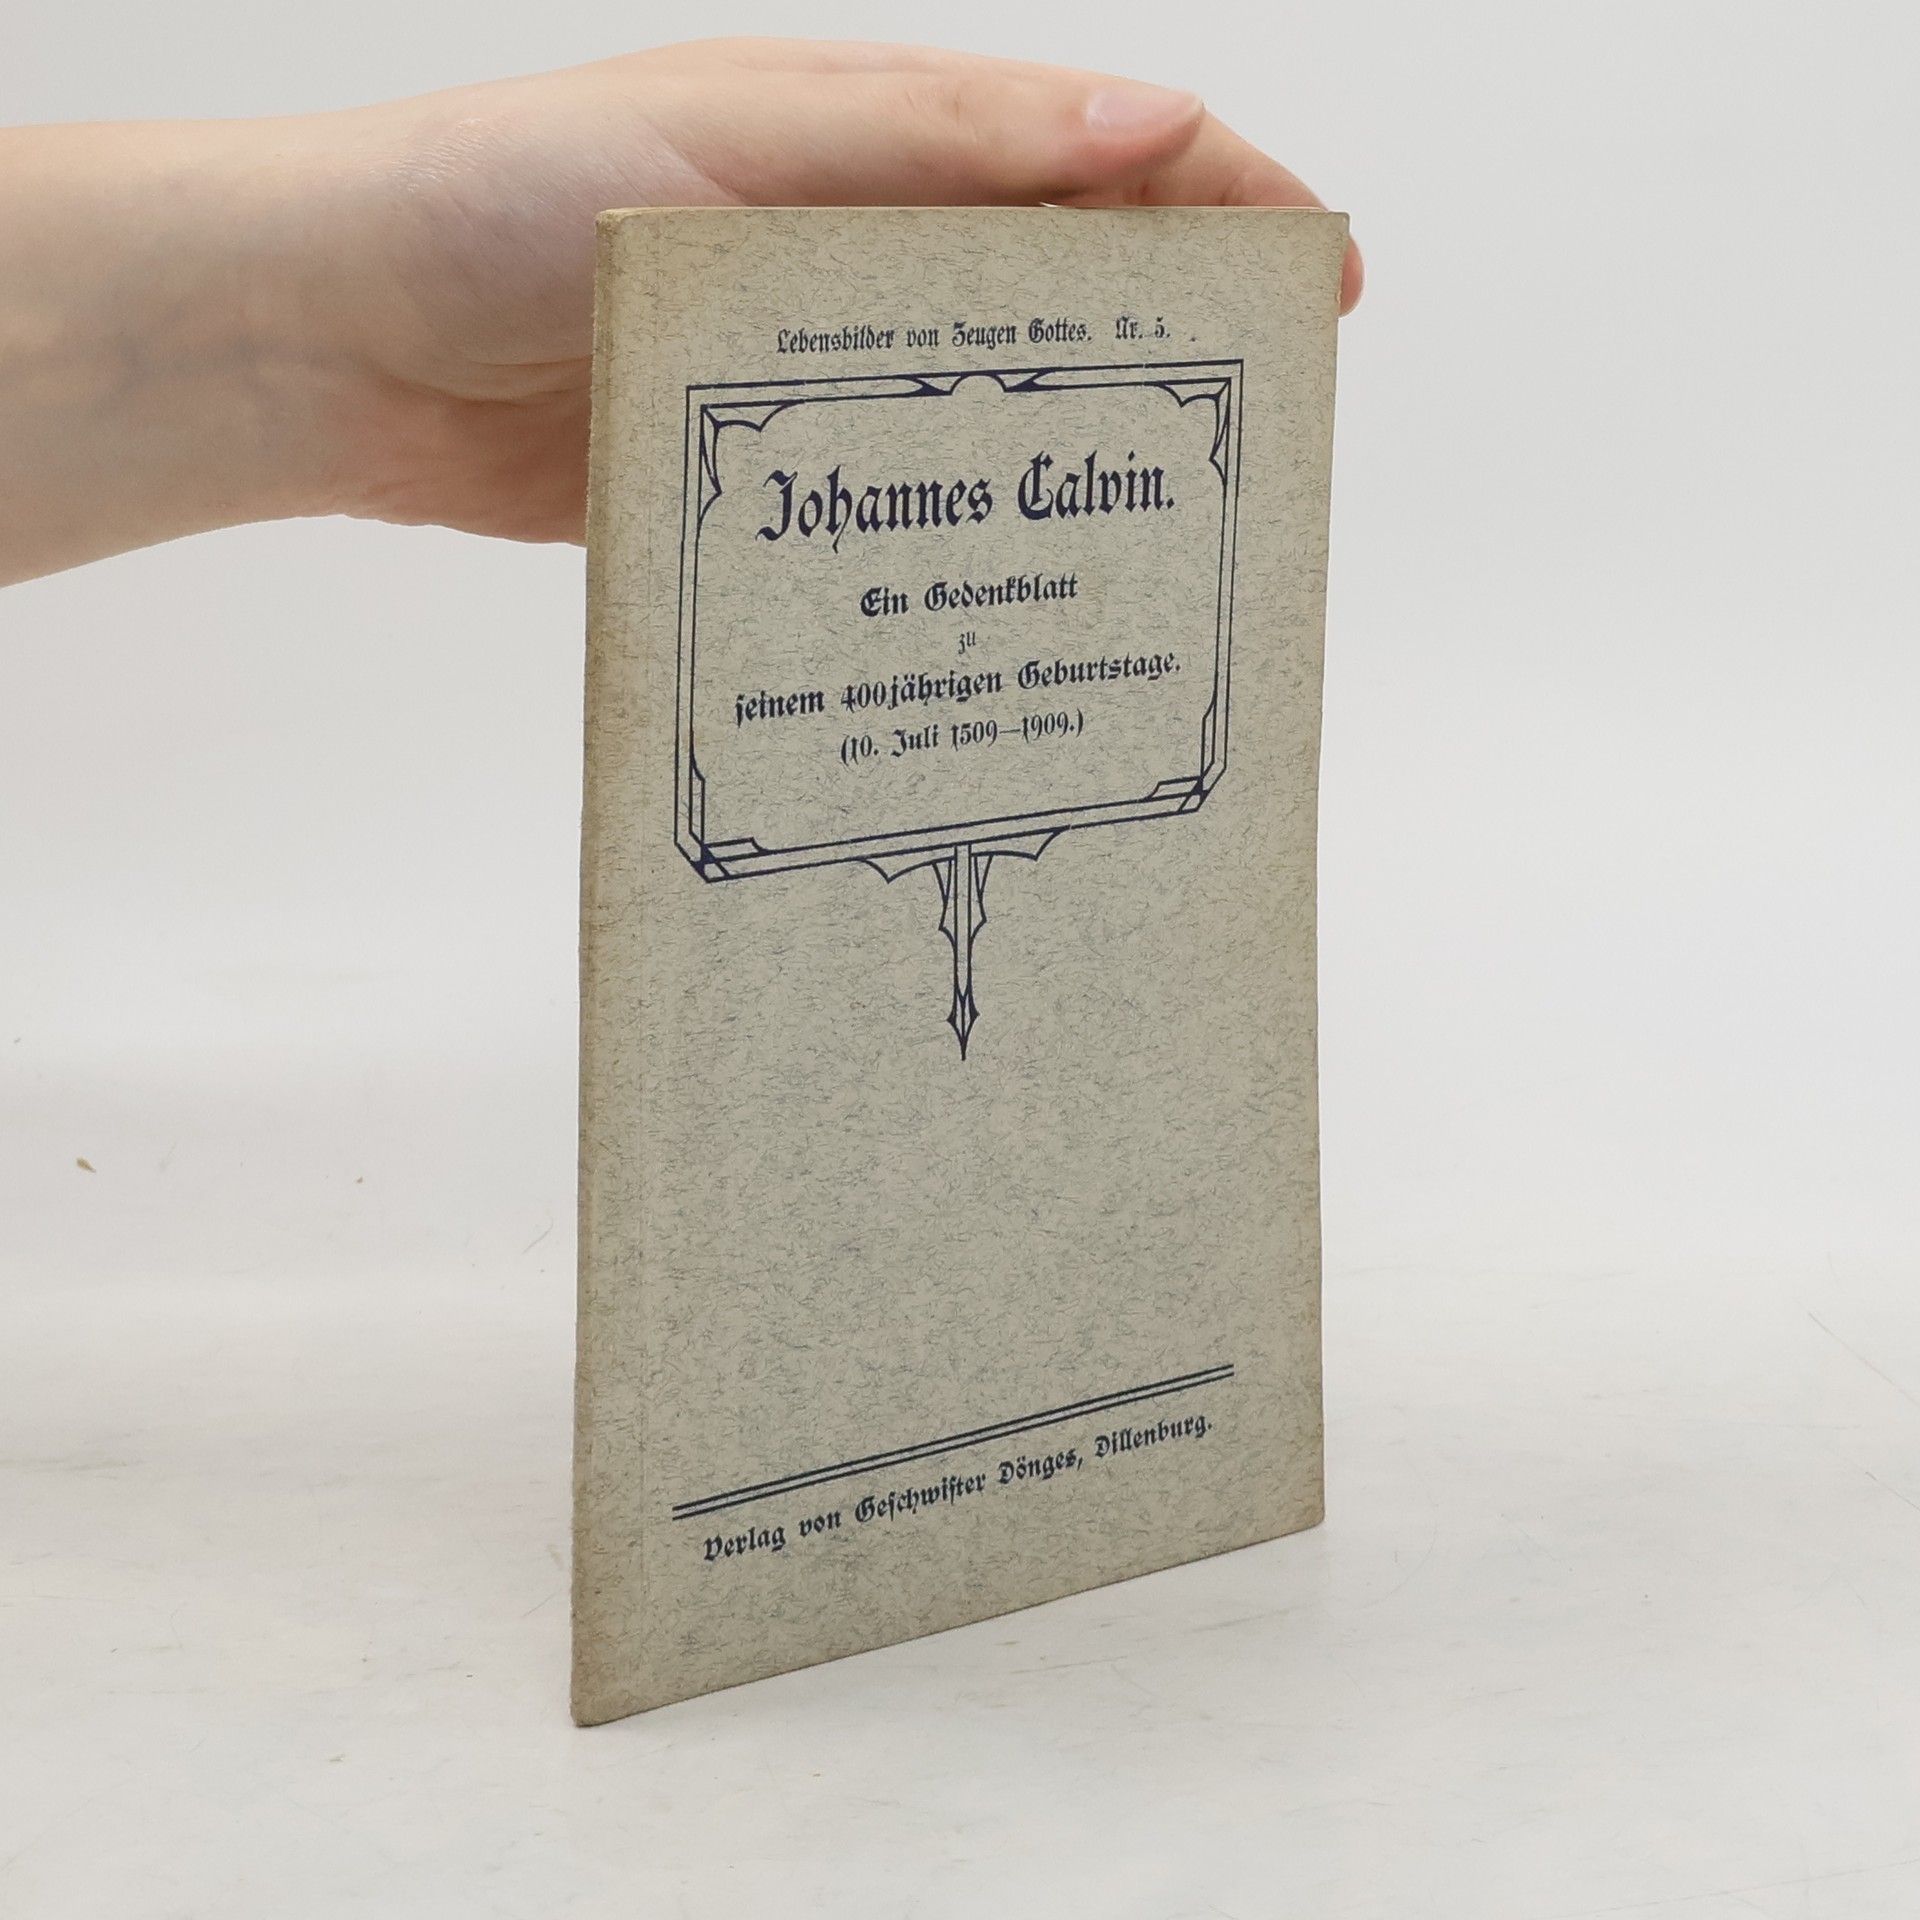 Lebensbilder von Zeugen Gottes. Nr. 5.
Johannes Calvin.
Ein Gedenkblatt
zu
ſeinem 400jährigen Geburtstage.
(10. Juli 1509—1909.)
Verlag von Geſchwiſter Dönges, Dillenburg.